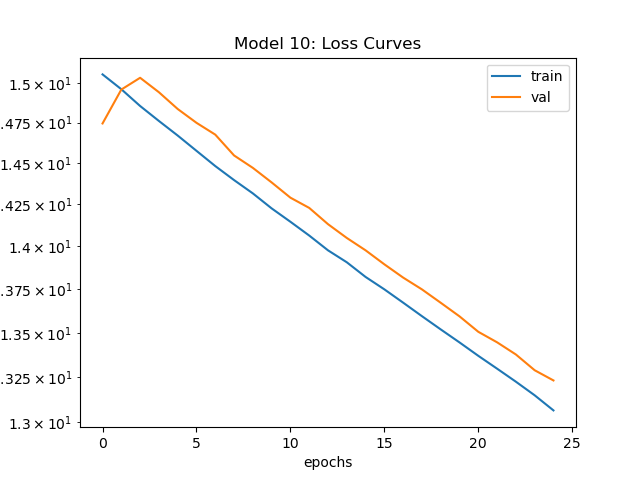 Model 10: Loss Curves
train
val
1.5 × 10¹
.475 × 10¹
1.45 × 10¹
.425 × 10¹
1.4 × 10¹
.375 × 10¹
1.35 × 10¹
.325 × 10¹
1.3 × 10¹
0 5 10 15 20 25
epochs